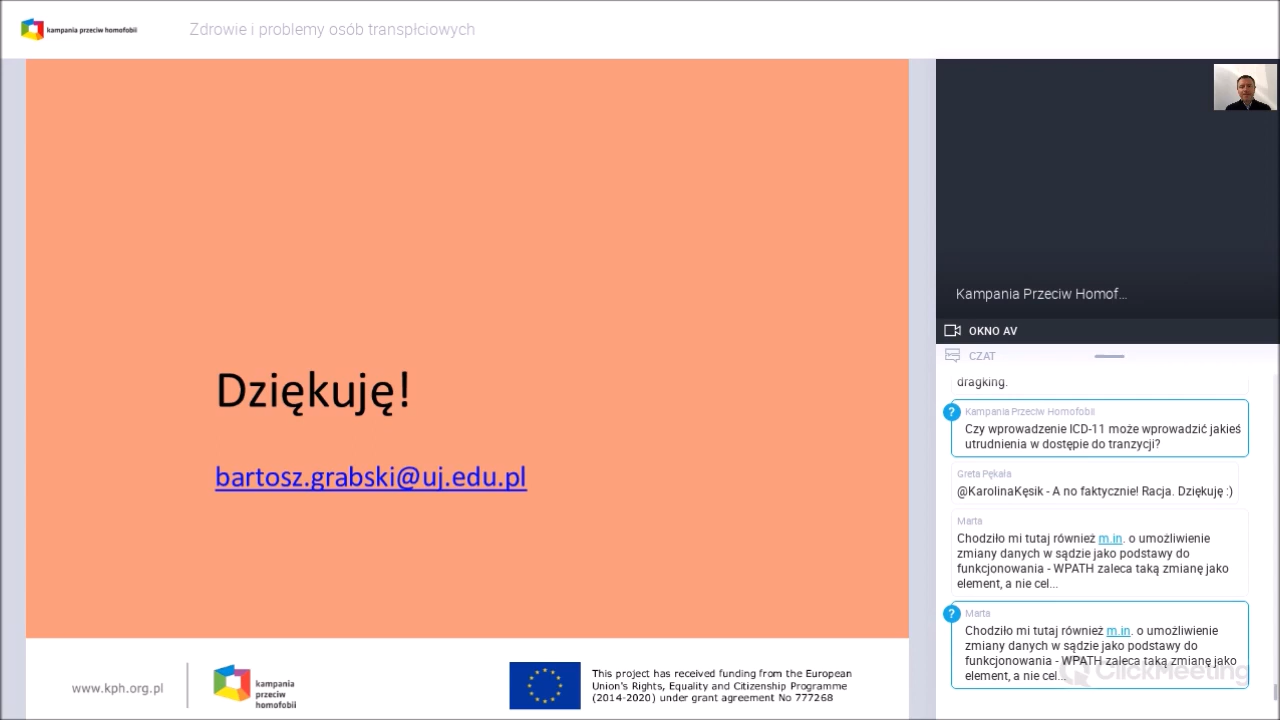 kampania przeciw homofobii
Zdrowie i problemy osób transpłciowych
Dziękuję!
bartosz.grabski@uj.edu.pl
www.kph.org.pl
kampania
przeciw
homofobii
This project has received funding from the European
Union's Rights, Equality and Citizenship Programme
(2014-2020) under grant agreement No 777268
Kampania Przeciw Homof...
OKNO AV
CZAT
dragking.
?
Kampania Przeciw Homofobii
Czy wprowadzenie ICD-11 może wprowadzić jakieś
utrudnienia w dostępie do tranzycji?
Greta Pękała
@KarolinaKęsik - A no faktycznie! Racja. Dziękuję :)
Marta
Chodziło mi tutaj również m.in. o umożliwienie
zmiany danych w sądzie jako podstawy do
funkcjonowania - WPATH zaleca taką zmianę jako
element, a nie cel...
?
Marta
Chodziło mi tutaj również m.in. o umożliwienie
zmiany danych w sądzie jako podstawy do
funkcjonowania - WPATH zaleca taką zmianę jako
element, a nie cel...
ClickMeeting